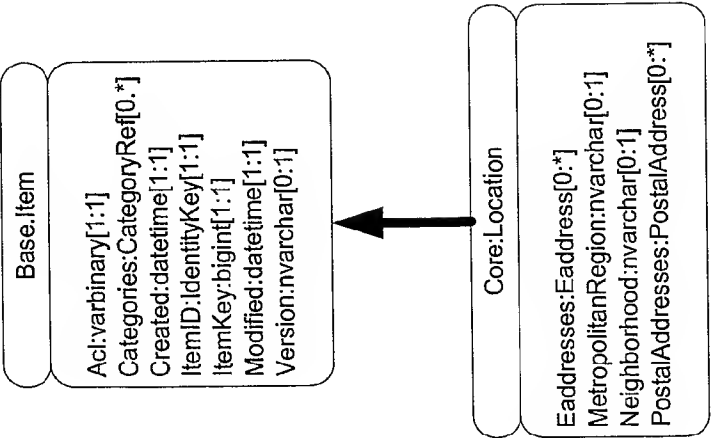 Base.Item
Acl:varbinary[1:1]
Categories:CategoryRef[0.*]
Created:datetime[1:1]
ItemID:IdentityKey[1:1]
ItemKey:bigint[1:1]
Modified:datetime[1:1]
Version:nvarchar[0:1]
Core:Location
Eaddresses:Eaddress[0:*]
MetropolitanRegion:nvarchar[0:1]
Neighborhood:nvarchar[0:1]
PostalAddresses:PostalAddress[0:*]